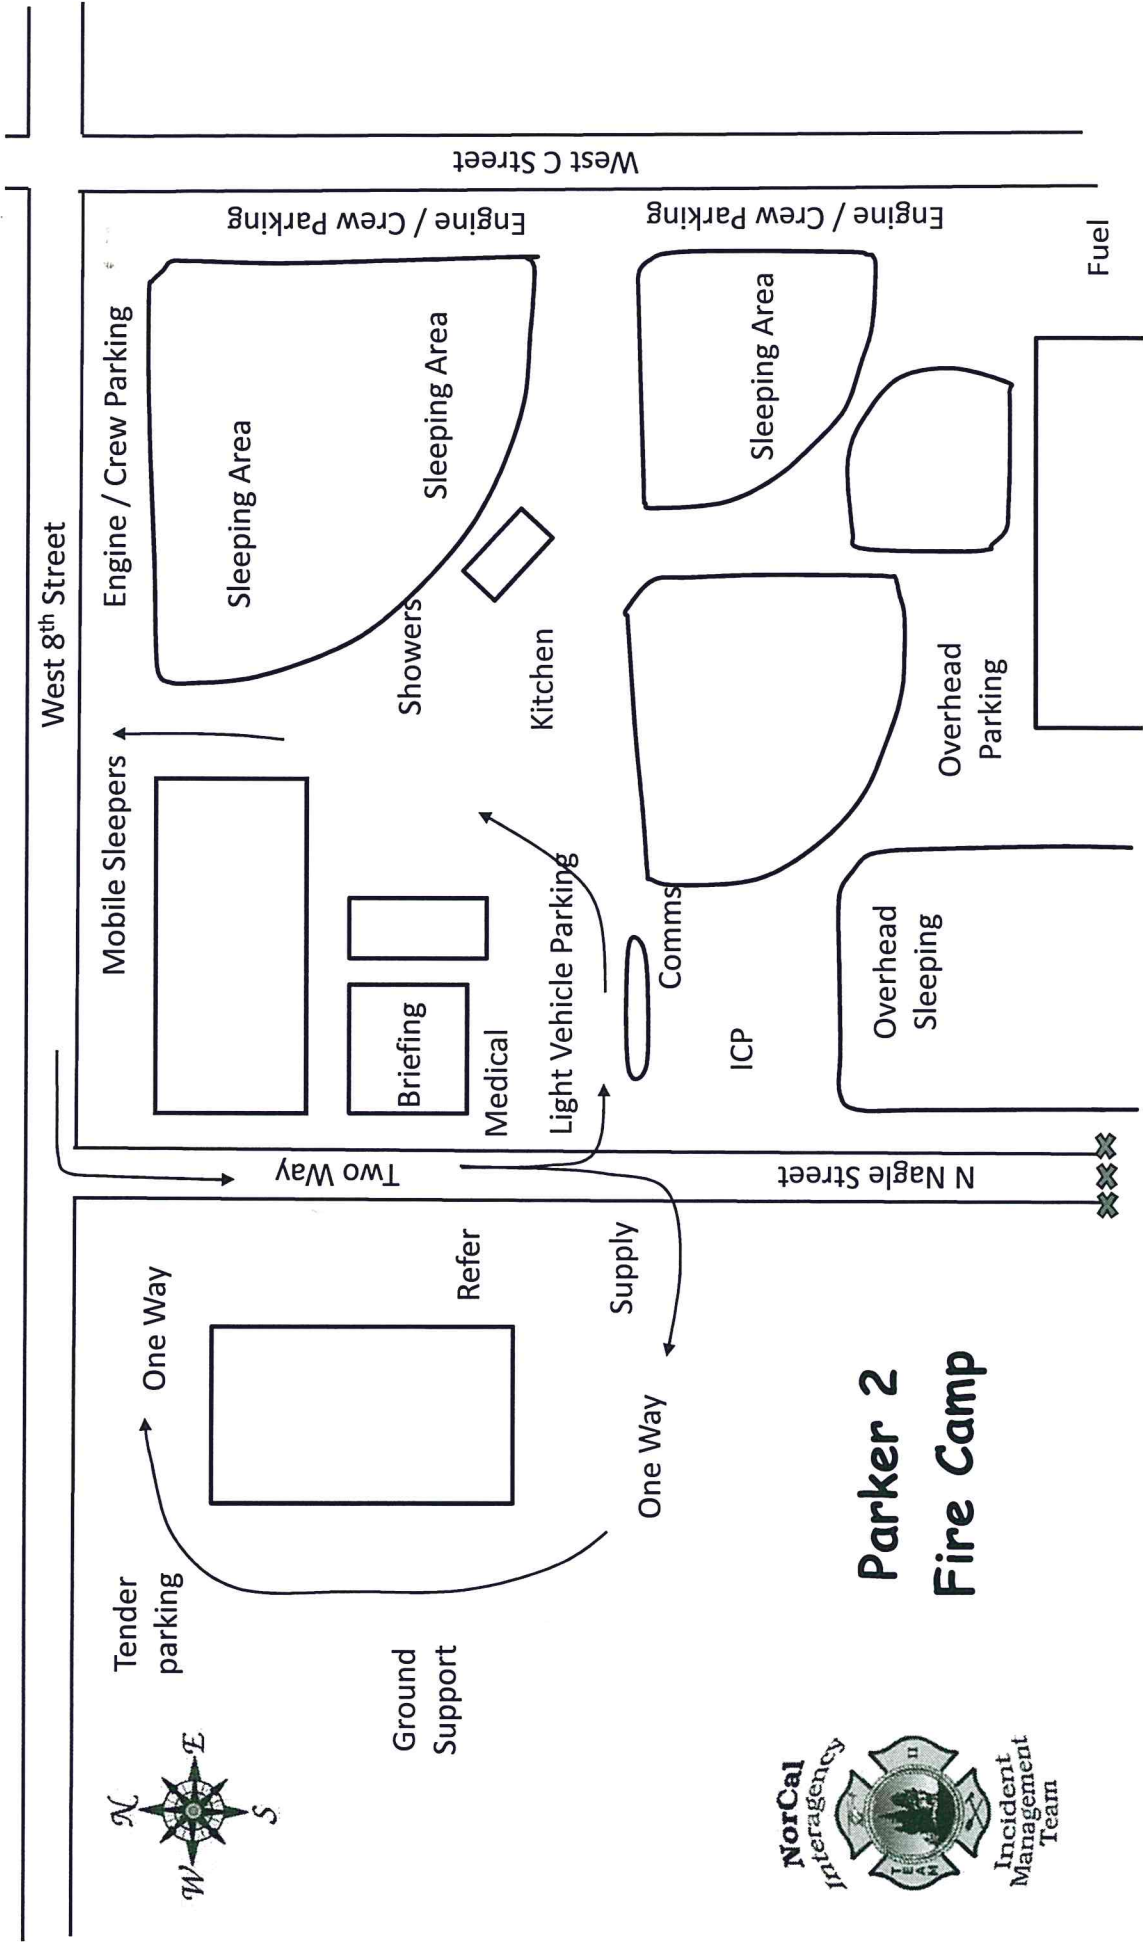 West 8th Street
Tender
parking
One Way
Mobile Sleepers
Engine / Crew Parking
Sleeping Area
Two Way
Briefing
Showers
Sleeping Area
Engine / Crew Parking
Ground
Support
Refer
Medical
Kitchen
Light Vehicle Parking
One Way
Supply
Comms
ICP
Sleeping Area
Engine / Crew Parking
West C Street
N Nagle Street
Overhead
Sleeping
Overhead
Parking
Fuel
Parker 2
Fire Camp
N
W
E
S
NorCal
Interagency
II
TEAM
Incident
Management
Team